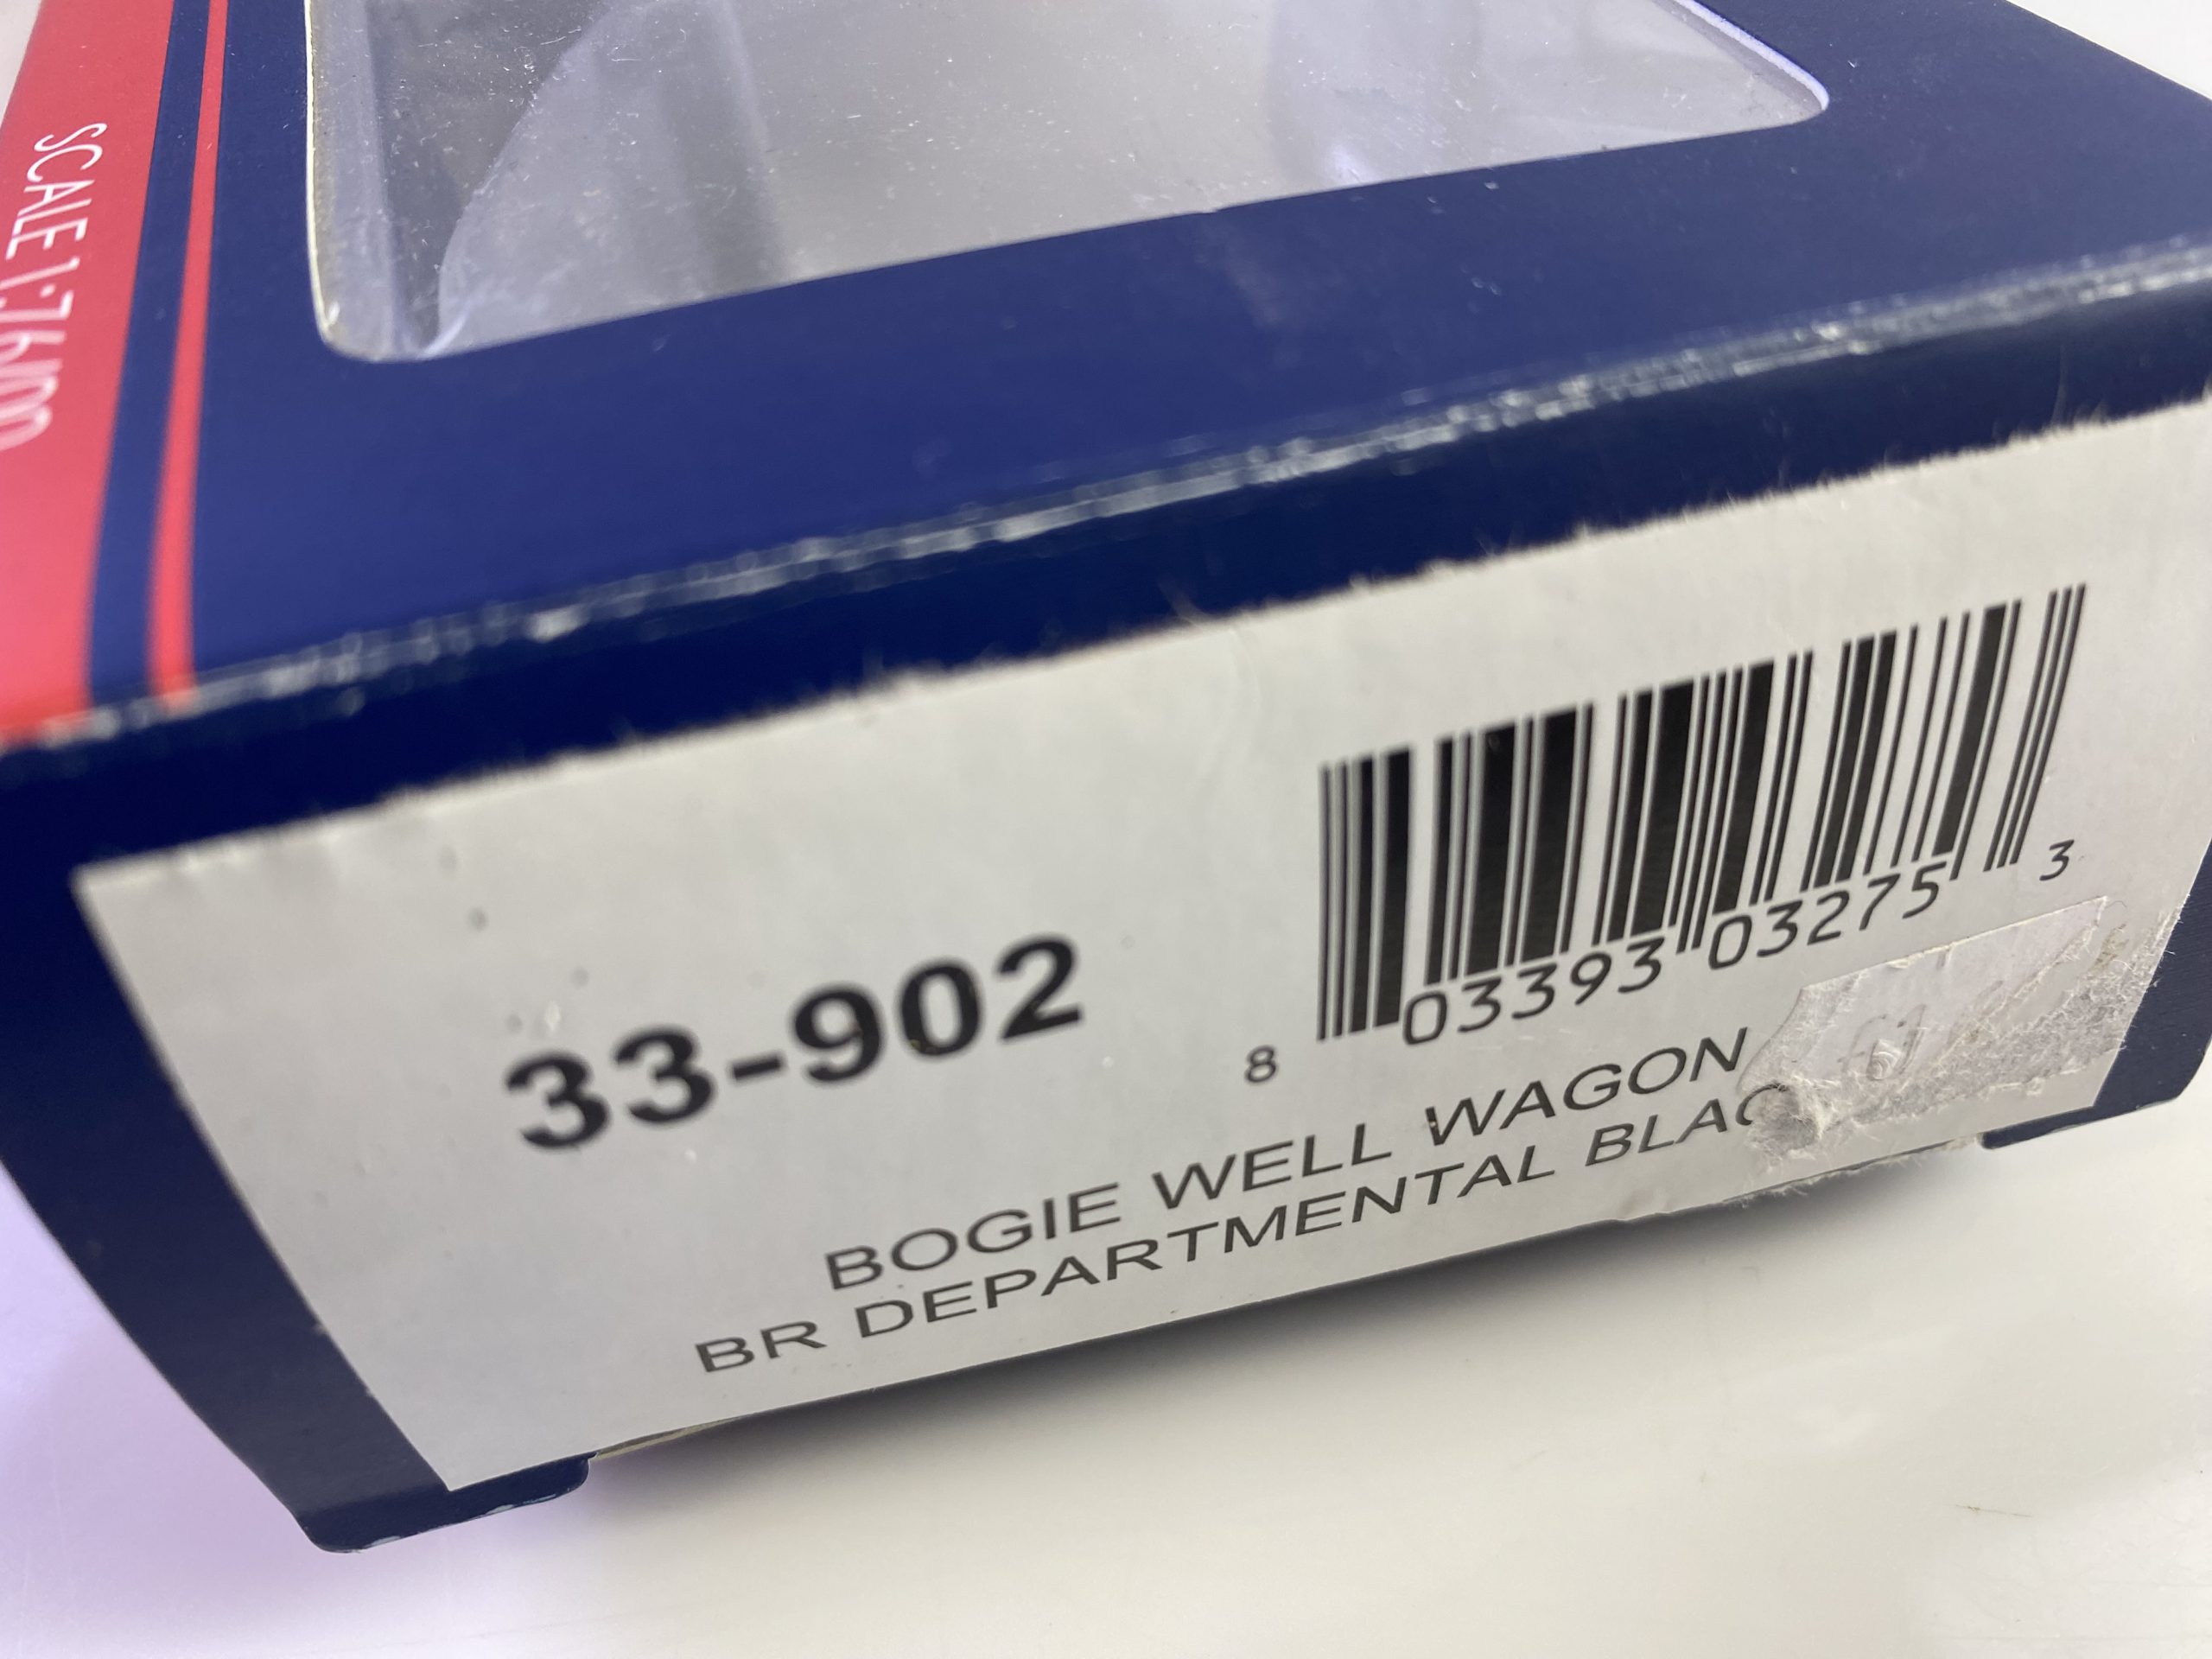 SCALE 1:76/00
33-902
8 03393 03275 3
BOGIE WELL WAGON
BR DEPARTMENTAL BLAC